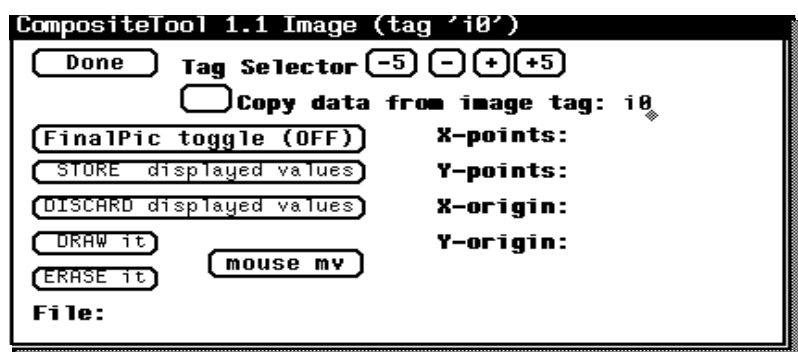 CompositeTool 1.1 Image (tag 'i0')
Done Tag Selector -5 - + +5
Copy data from image tag: i0
FinalPic toggle (OFF) X-points:
STORE displayed values Y-points:
DISCARD displayed values X-origin:
DRAW it Y-origin:
mouse mv
ERASE it
File: